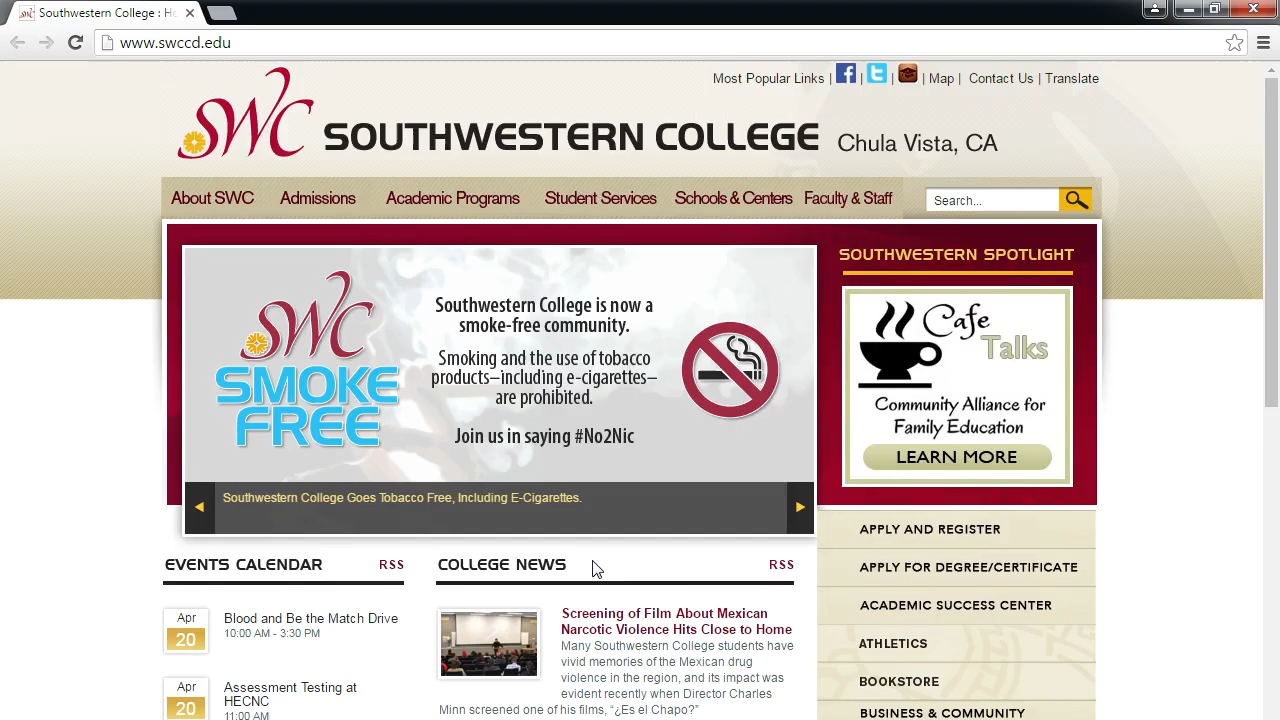 Southwestern College : Ho
www.swccd.edu
Most Popular Links | | | | Map | Contact Us | Translate
SWC SOUTHWESTERN COLLEGE Chula Vista, CA
About SWC Admissions Academic Programs Student Services Schools & Centers Faculty & Staff Search...
SWC
SMOKE
FREE
Southwestern College is now a
smoke-free community.
Smoking and the use of tobacco
products–including e-cigarettes–
are prohibited.
Join us in saying #No2Nic
Southwestern College Goes Tobacco Free, Including E-Cigarettes.
SOUTHWESTERN SPOTLIGHT
Cafe
Talks
Community Alliance for
Family Education
LEARN MORE
APPLY AND REGISTER
APPLY FOR DEGREE/CERTIFICATE
ACADEMIC SUCCESS CENTER
ATHLETICS
BOOKSTORE
BUSINESS & COMMUNITY
EVENTS CALENDAR RSS
Apr
20
Blood and Be the Match Drive
10:00 AM - 3:30 PM
Apr
20
Assessment Testing at
HECNC
11:00 AM
COLLEGE NEWS RSS
Screening of Film About Mexican
Narcotic Violence Hits Close to Home
Many Southwestern College students have
vivid memories of the Mexican drug
violence in the region, and its impact was
evident recently when Director Charles
Minn screened one of his films, “¿Es el Chapo?”